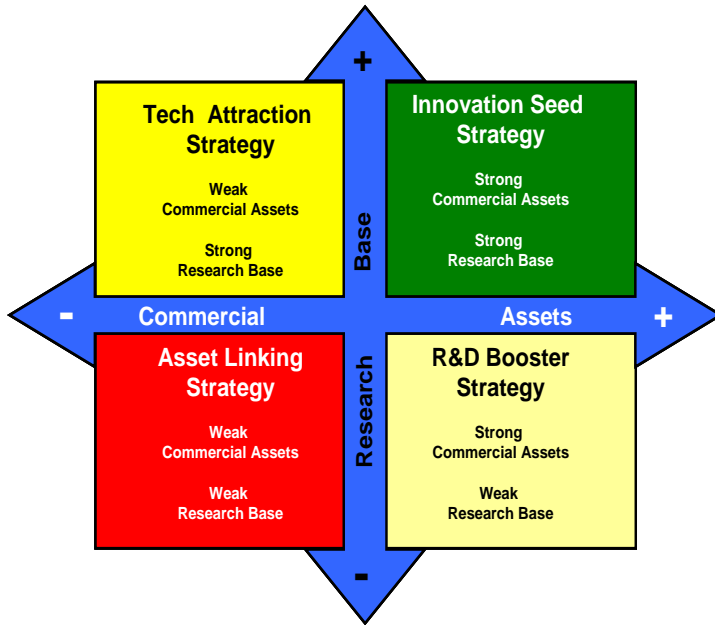 +
Tech Attraction
Strategy
Weak
Commercial Assets
Strong
Research Base
Innovation Seed
Strategy
Strong
Commercial Assets
Strong
Research Base
Base
-
Commercial
Assets
+
Research
Asset Linking
Strategy
Weak
Commercial Assets
Weak
Research Base
R&D Booster
Strategy
Strong
Commercial Assets
Weak
Research Base
-